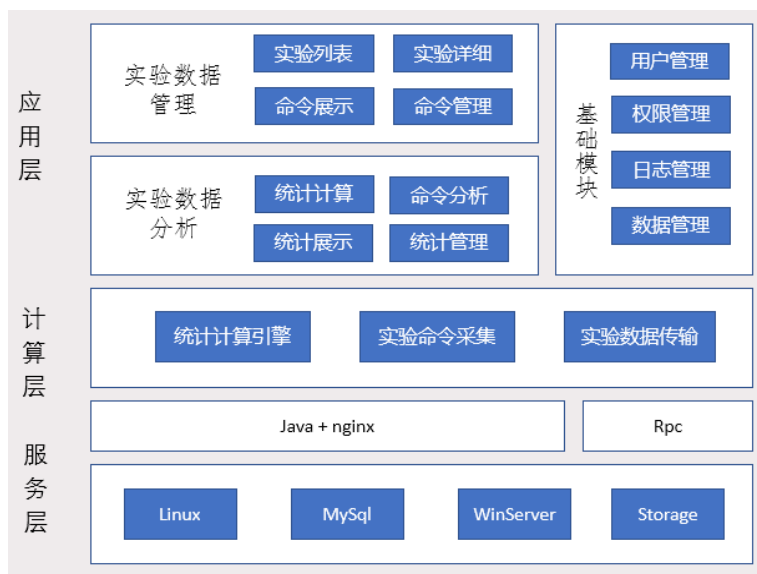 应用层
实验数据
管理
实验列表
实验详细
命令展示
命令管理
实验数据
分析
统计计算
命令分析
统计展示
统计管理
基础模块
用户管理
权限管理
日志管理
数据管理
计算层
统计计算引擎
实验命令采集
实验数据传输
服务层
Java + nginx
Rpc
Linux
MySql
WinServer
Storage